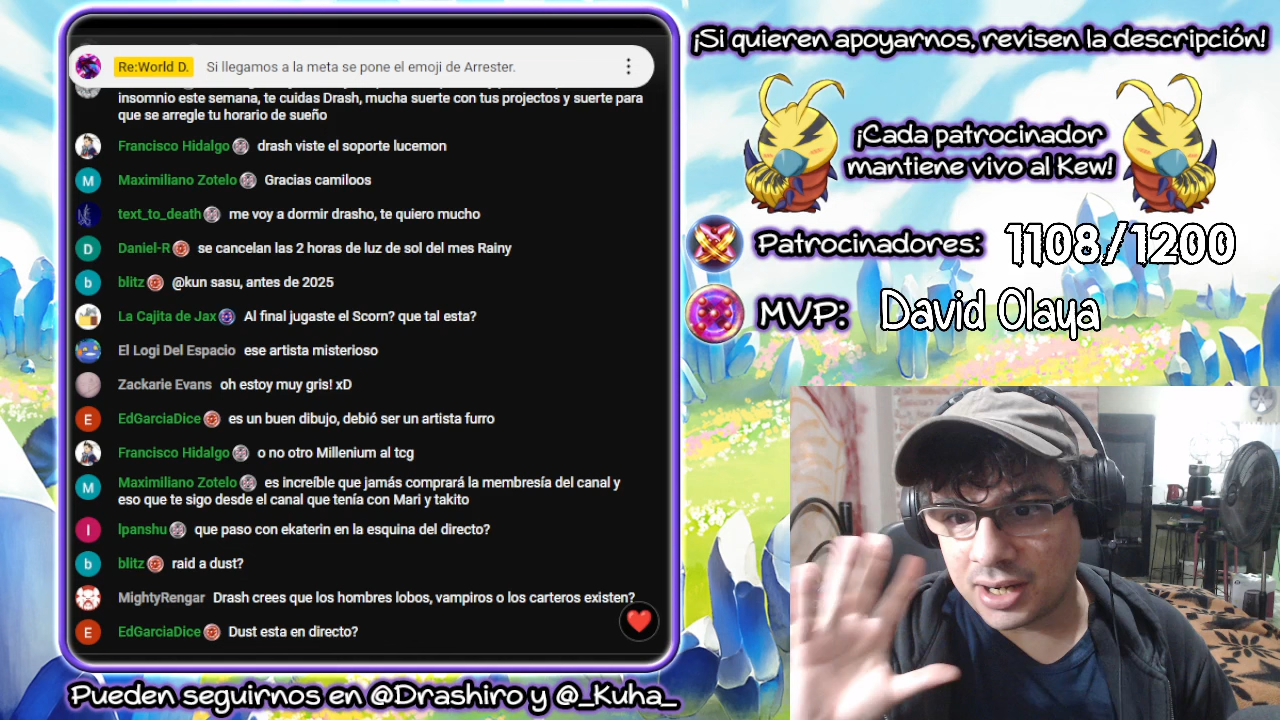 Re:World D. Si llegamos a la meta se pone el emoji de Arrester.
insomnio este semana, te cuidas Drash, mucha suerte con tus projectos y suerte para
que se arregle tu horario de sueño
Francisco Hidalgo drash viste el soporte lucemon
M Maximiliano Zotelo Gracias camiloos
text_to_death me voy a dormir drasho, te quiero mucho
D Daniel-R se cancelan las 2 horas de luz de sol del mes Rainy
b blitz @kun sasu, antes de 2025
La Cajita de Jax Al final jugaste el Scorn? que tal esta?
El Logi Del Espacio ese artista misterioso
Zackarie Evans oh estoy muy gris! xD
E EdGarciaDice es un buen dibujo, debió ser un artista furro
Francisco Hidalgo o no otro Millenium al tcg
M Maximiliano Zotelo es increíble que jamás comprará la membresía del canal y
eso que te sigo desde el canal que tenía con Mari y takito
I lpanshu que paso con ekaterin en la esquina del directo?
b blitz raid a dust?
MightyRengar Drash crees que los hombres lobos, vampiros o los carteros existen?
E EdGarciaDice Dust esta en directo?
Pueden seguirnos en @Drashiro y @_Kuha_
¡Si quieren apoyarnos, revisen la descripción!
¡Cada patrocinador
mantiene vivo al Kew!
Patrocinadores: 1108/1200
MVP: David Olaya